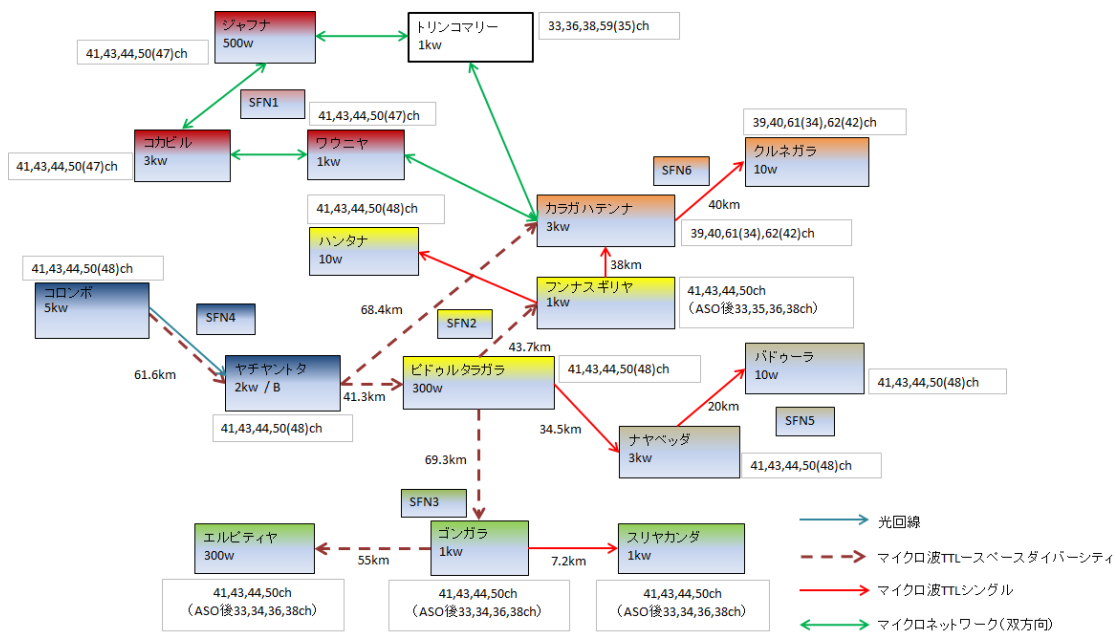 ジャフナ
500w
トリンコマリー
1kw
33,36,38,59(35)ch
41,43,44,50(47)ch
SFN1
41,43,44,50(47)ch
コカビル
3kw
ワウニヤ
1kw
41,43,44,50(47)ch
39,40,61(34),62(42)ch
クルネガラ
10w
SFN6
40km
41,43,44,50(48)ch
カラガハテンナ
3kw
39,40,61(34),62(42)ch
ハンタナ
10w
38km
41,43,44,50(48)ch
コロンボ
5kw
フンナスギリヤ
1kw
41,43,44,50ch
（ASO後33,35,36,38ch）
SFN4
68.4km
SFN2
43.7km
61.6km
ヤチヤントタ
2kw / B
41.3km
ピドゥルタラガラ
300w
41,43,44,50(48)ch
バドゥーラ
10w
41,43,44,50(48)ch
41,43,44,50(48)ch
20km
SFN5
34.5km
ナヤベッダ
3kw
41,43,44,50(48)ch
69.3km
SFN3
エルピティヤ
300w
55km
ゴンガラ
1kw
7.2km
スリヤカンダ
1kw
41,43,44,50ch
（ASO後33,34,36,38ch）
41,43,44,50ch
（ASO後33,34,36,38ch）
41,43,44,50ch
（ASO後33,34,36,38ch）
光回線
マイクロ波TTLースペースダイバーシティ
マイクロ波TTLシングル
マイクロネットワーク（双方向）